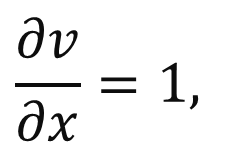 ∂v/∂x = 1,